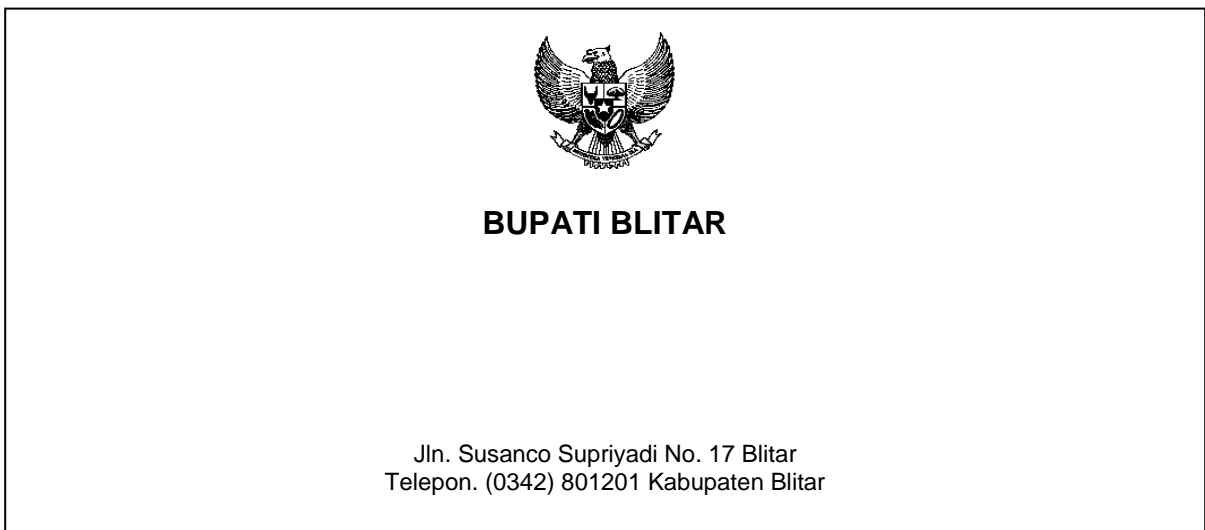 BUPATI BLITAR
Jln. Susanco Supriyadi No. 17 Blitar
Telepon. (0342) 801201 Kabupaten Blitar